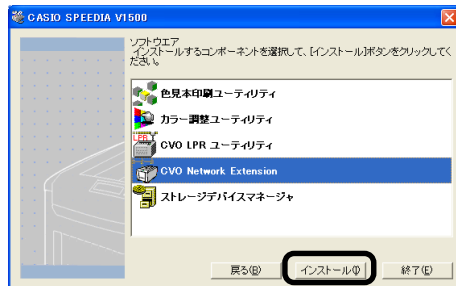 CASIO SPEEDIA V1500
ソフトウエア
インストールするコンポーネントを選択して、[インストール]ボタンをクリックしてく
ださい。
色見本印刷ユーティリティ
カラー調整ユーティリティ
LPR
CVO LPR ユーティリティ
CVO Network Extension
ストレージデバイスマネージャ
戻る(B) インストール(I) 終了(E)